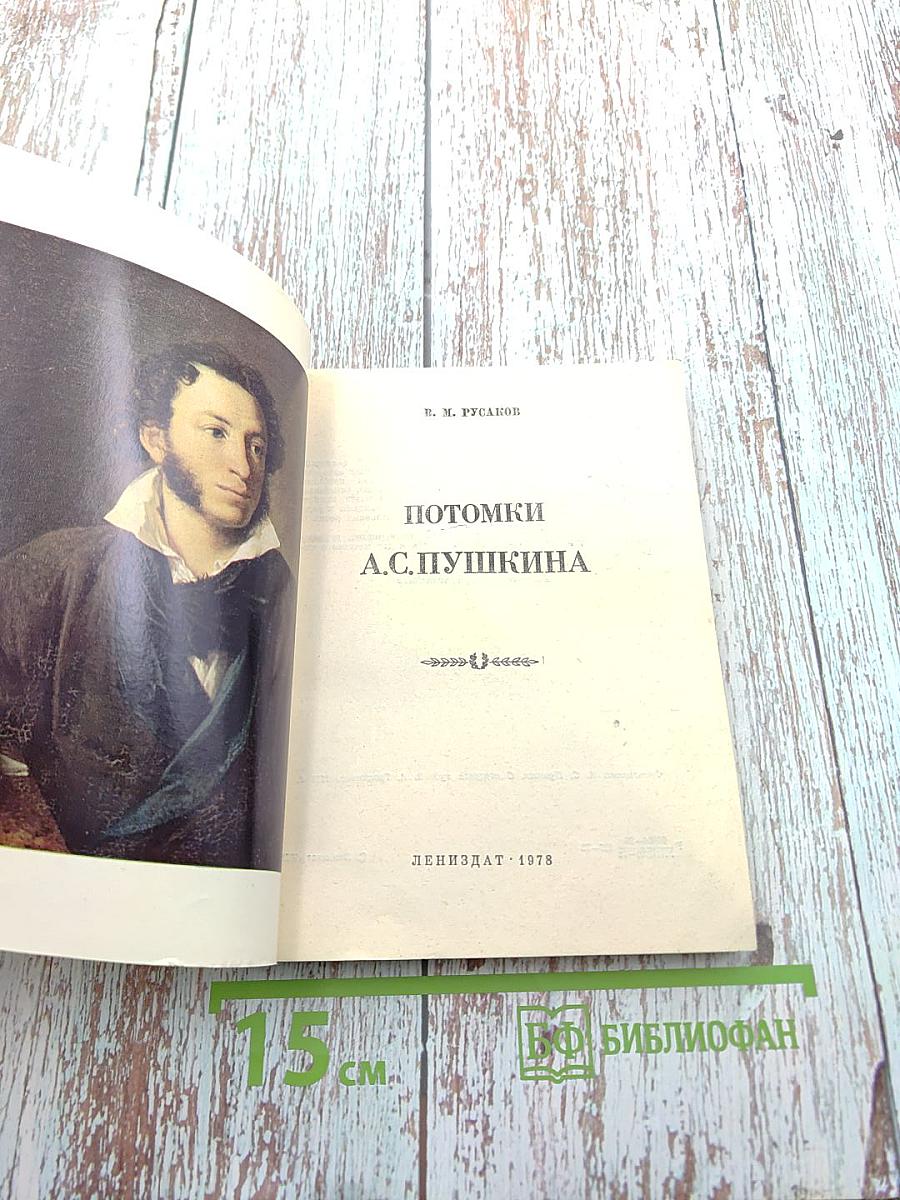 В. М. РУСАКОВ
ПОТОМКИ
А.С.ПУШКИНА
ЛЕНИЗДАТ · 1978
15 см
БФ БИБЛИОФАН